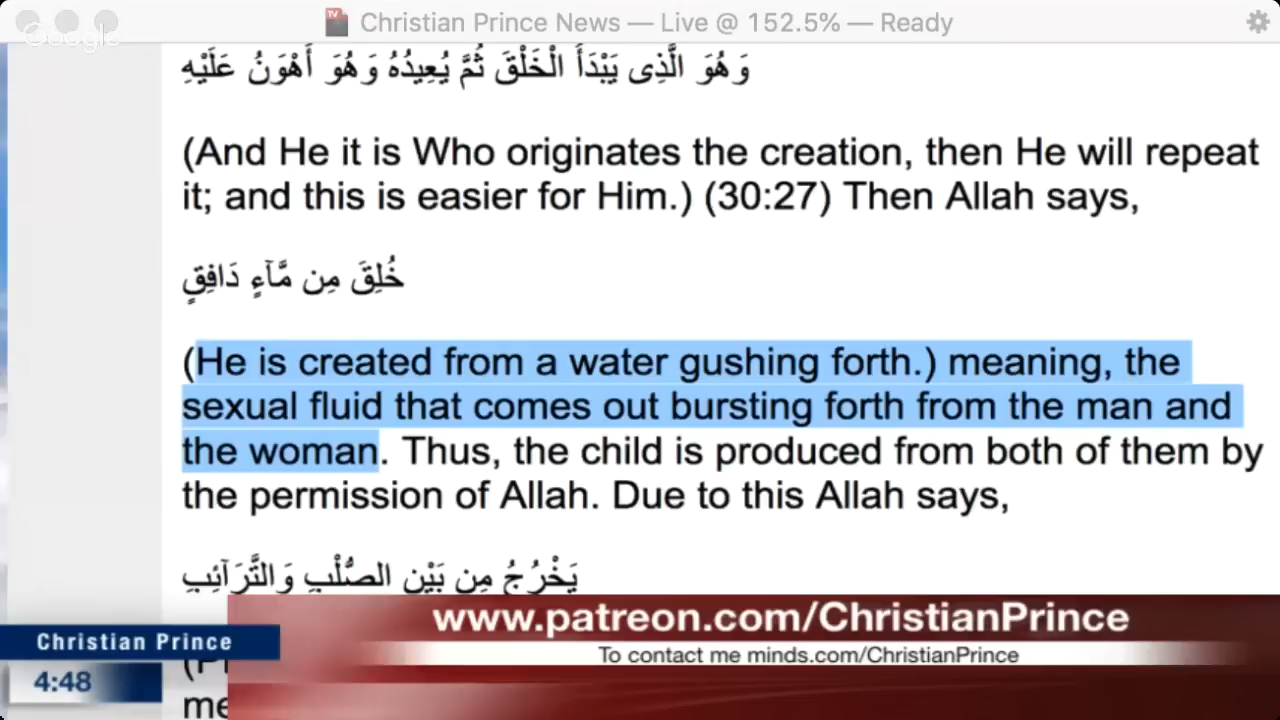 Google
Christian Prince News — Live @ 152.5% — Ready
وَهُوَ الَّذِى يَبْدَأُ الْخَلْقَ ثُمَّ يُعِيدُهُ وَهُوَ أَهْوَنُ عَلَيْهِ
(And He it is Who originates the creation, then He will repeat
it; and this is easier for Him.) (30:27) Then Allah says,
خُلِقَ مِن مَّآءٍ دَافِقٍ
(He is created from a water gushing forth.) meaning, the
sexual fluid that comes out bursting forth from the man and
the woman. Thus, the child is produced from both of them by
the permission of Allah. Due to this Allah says,
يَخْرُجُ مِن بَيْنِ الصُّلْبِ وَالتَّرَآئِبِ
www.patreon.com/ChristianPrince
To contact me minds.com/ChristianPrince
Christian Prince
4:48
me